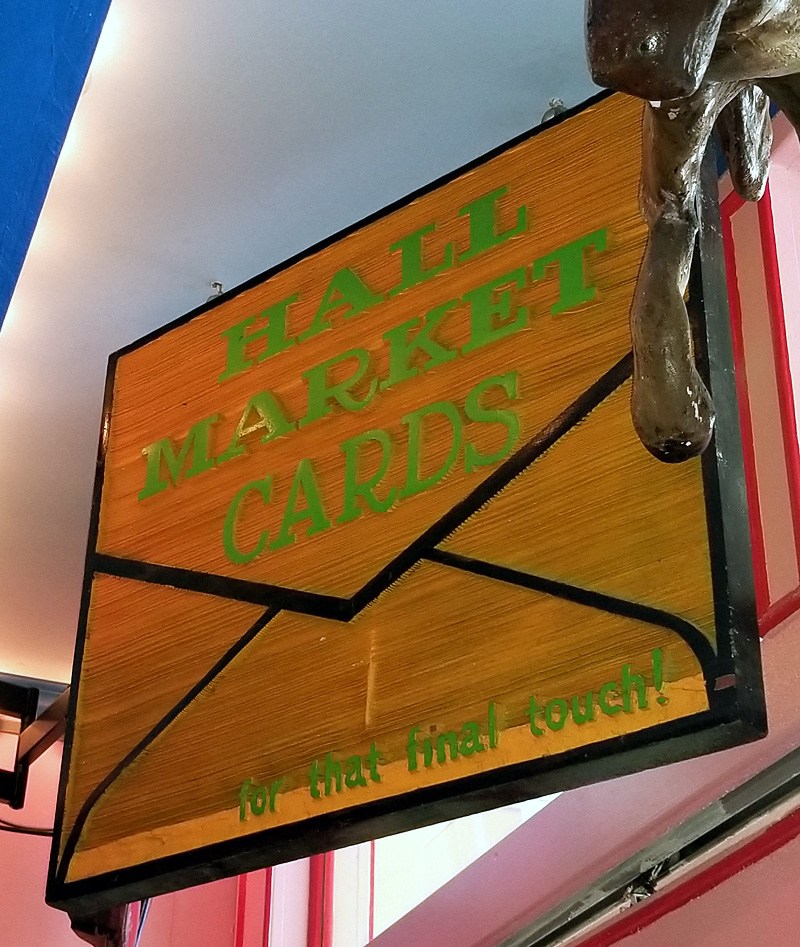 HALL
MARKET
CARDS
for that final touch!